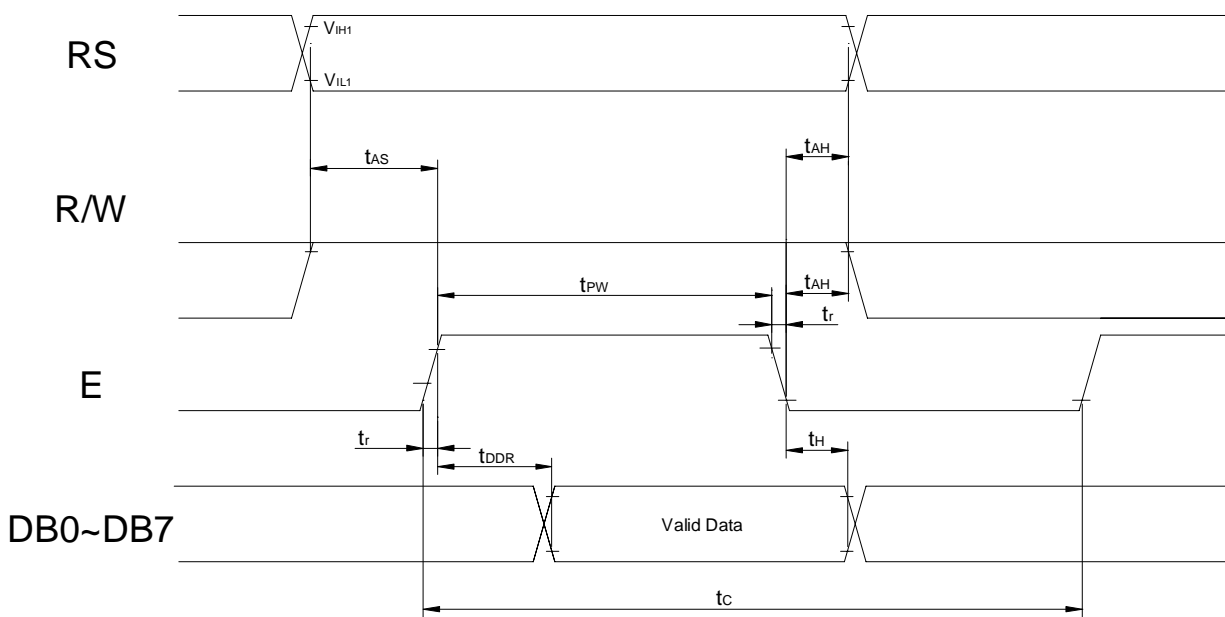 RS
VIH1
VIL1
tAS
tAH
R/W
tPW
tAH
tr
E
tr
tDDR
tH
DB0~DB7
Valid Data
tC